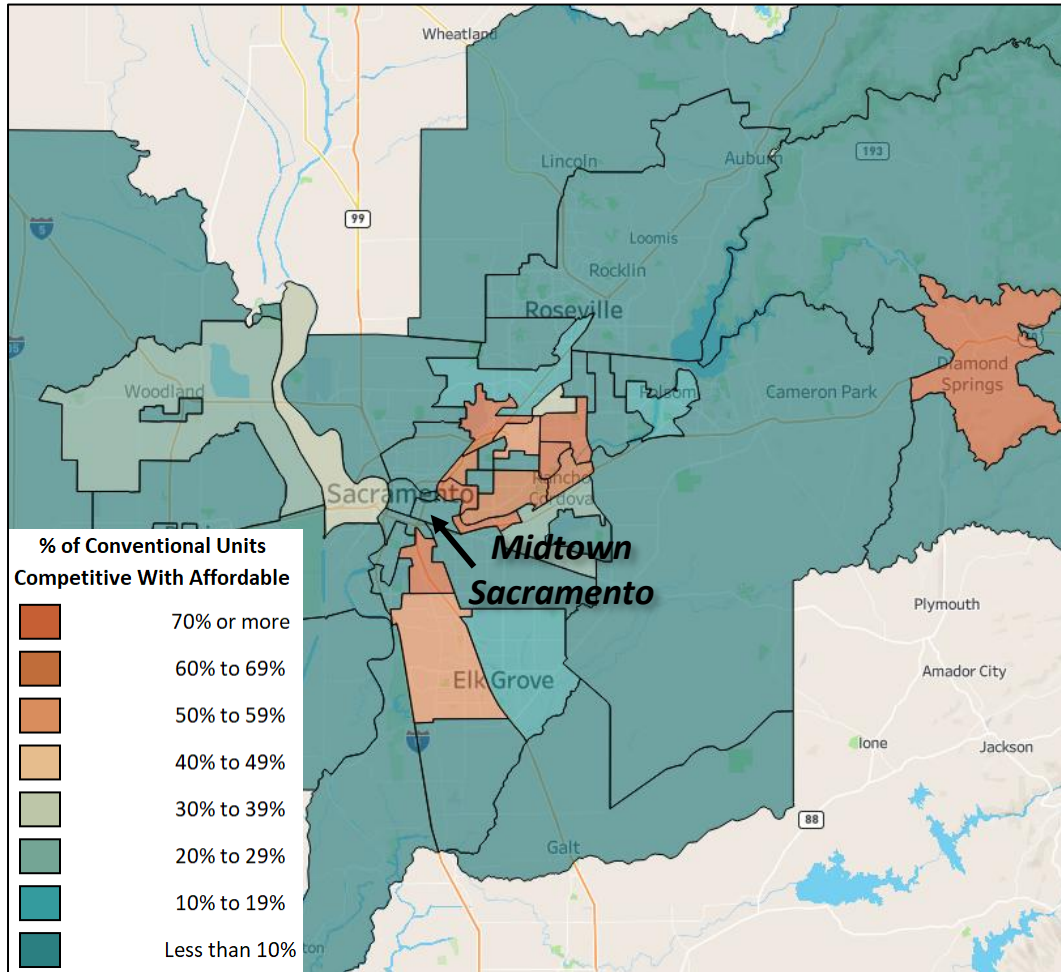 Wheatland
Lincoln
Auburn
193
99
5
Loomis
Rocklin
Roseville
Diamond
Springs
Woodland
Folsom
Cameron Park
Sacramento
Rancho
Cordova
Midtown
Sacramento
% of Conventional Units
Competitive With Affordable
70% or more
60% to 69%
50% to 59%
40% to 49%
30% to 39%
20% to 29%
10% to 19%
Less than 10%
Plymouth
Amador City
Elk Grove
Ione
Jackson
88
Galt